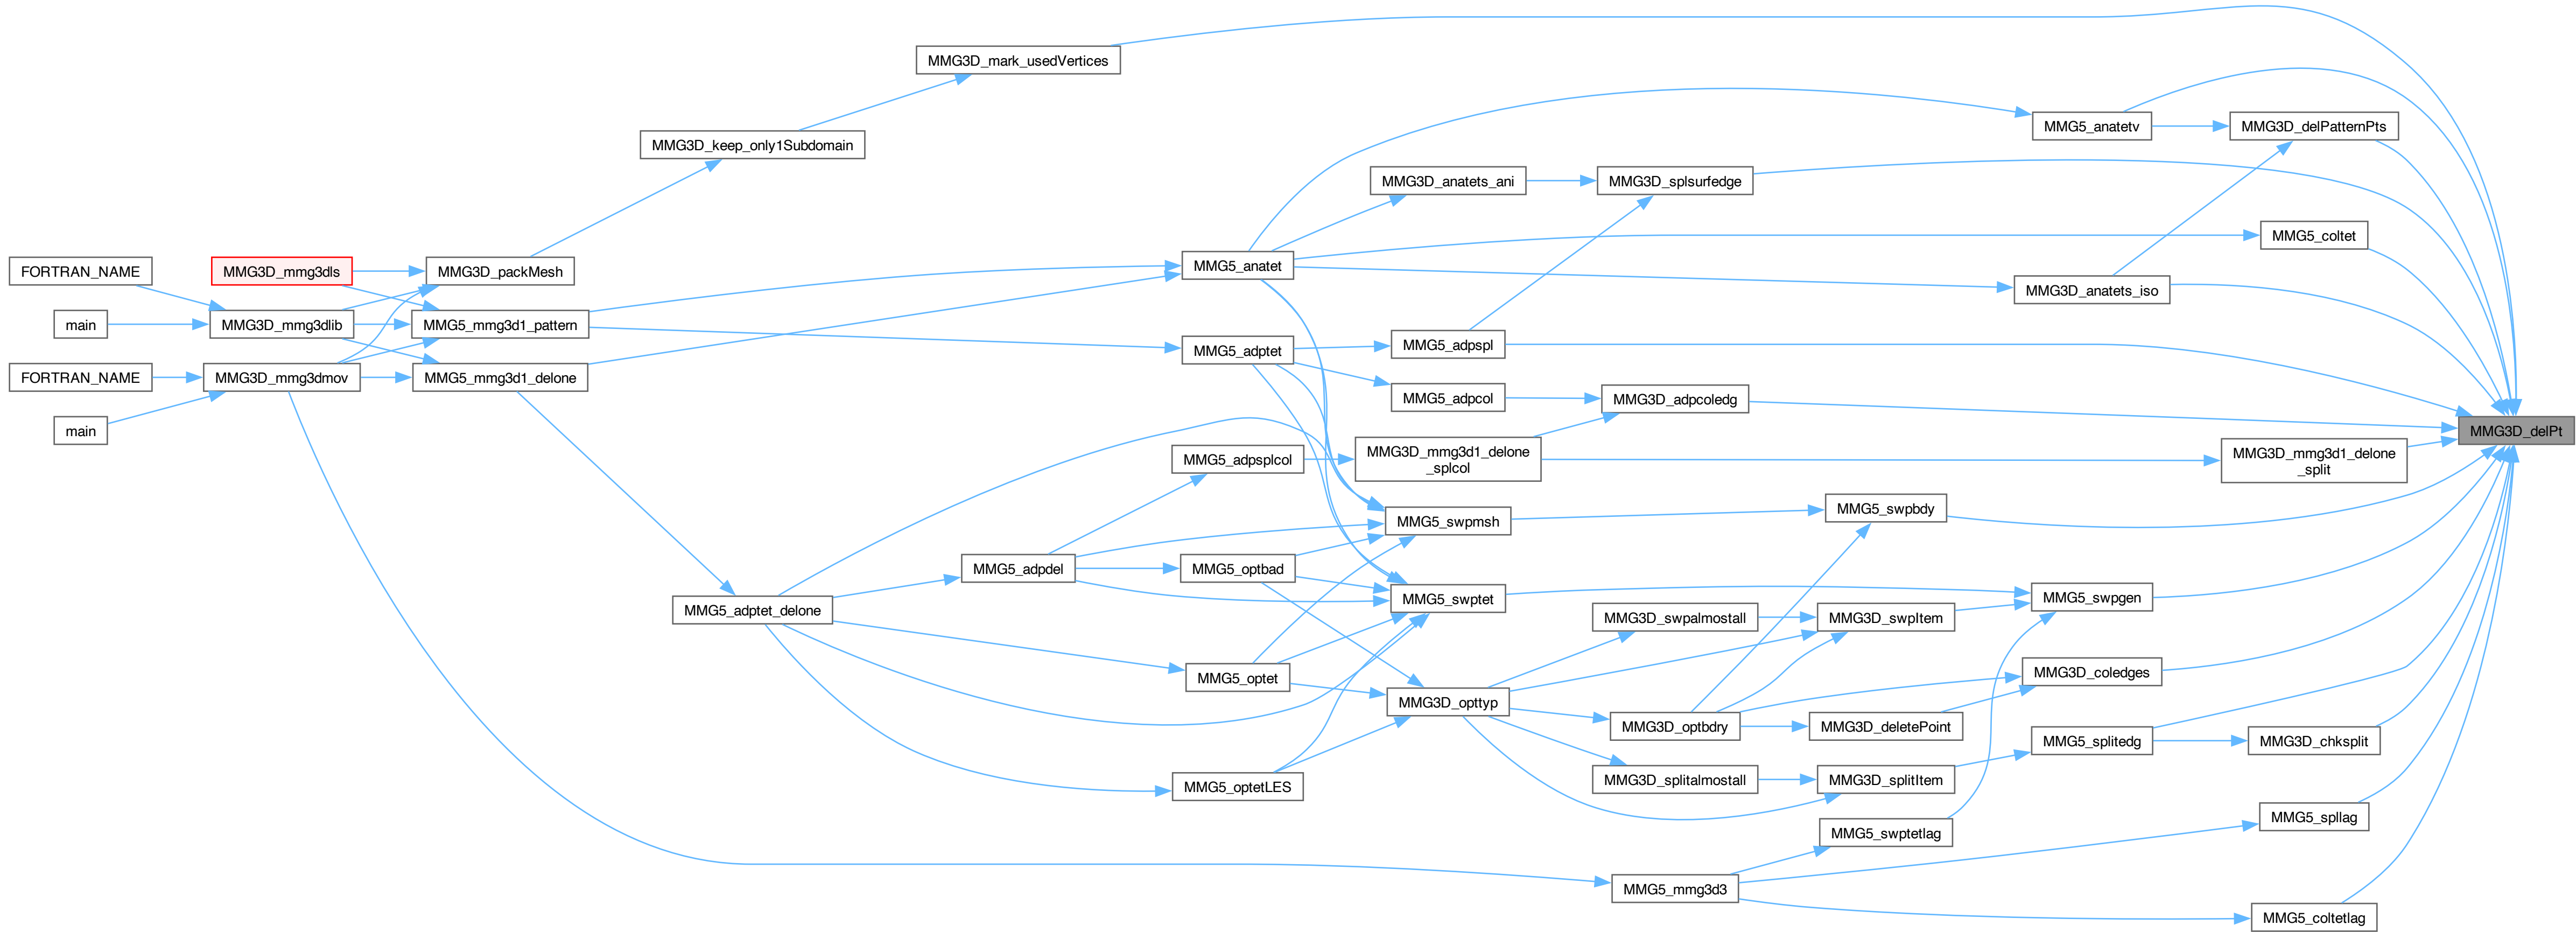 MMG3D_mark_usedVertices
MMG5_anatetv
MMG3D_delPatternPts
MMG3D_keep_only1Subdomain
MMG3D_anatets_ani
MMG3D_splsurfedge
MMG5_coltet
FORTRAN_NAME
MMG3D_mmg3dls
MMG3D_packMesh
MMG5_anatet
MMG3D_anatets_iso
main
MMG3D_mmg3dlib
MMG5_mmg3d1_pattern
MMG5_adptet
MMG5_adpspl
FORTRAN_NAME
MMG3D_mmg3dmov
MMG5_mmg3d1_delone
MMG5_adpcol
MMG3D_adpcoledg
main
MMG3D_delPt
MMG5_adpsplcol
MMG3D_mmg3d1_delone
_splcol
MMG3D_mmg3d1_delone
_split
MMG5_swpmsh
MMG5_swpbdy
MMG5_adpdel
MMG5_optbad
MMG5_swptet
MMG5_swpgen
MMG5_adptet_delone
MMG3D_swpalmostall
MMG3D_swpItem
MMG5_optet
MMG3D_coledges
MMG3D_opttyp
MMG3D_optbdry
MMG3D_deletePoint
MMG5_splitedg
MMG3D_chksplit
MMG5_optetLES
MMG3D_splitalmostall
MMG3D_splitItem
MMG5_spllag
MMG5_swptetlag
MMG5_mmg3d3
MMG5_coltetlag